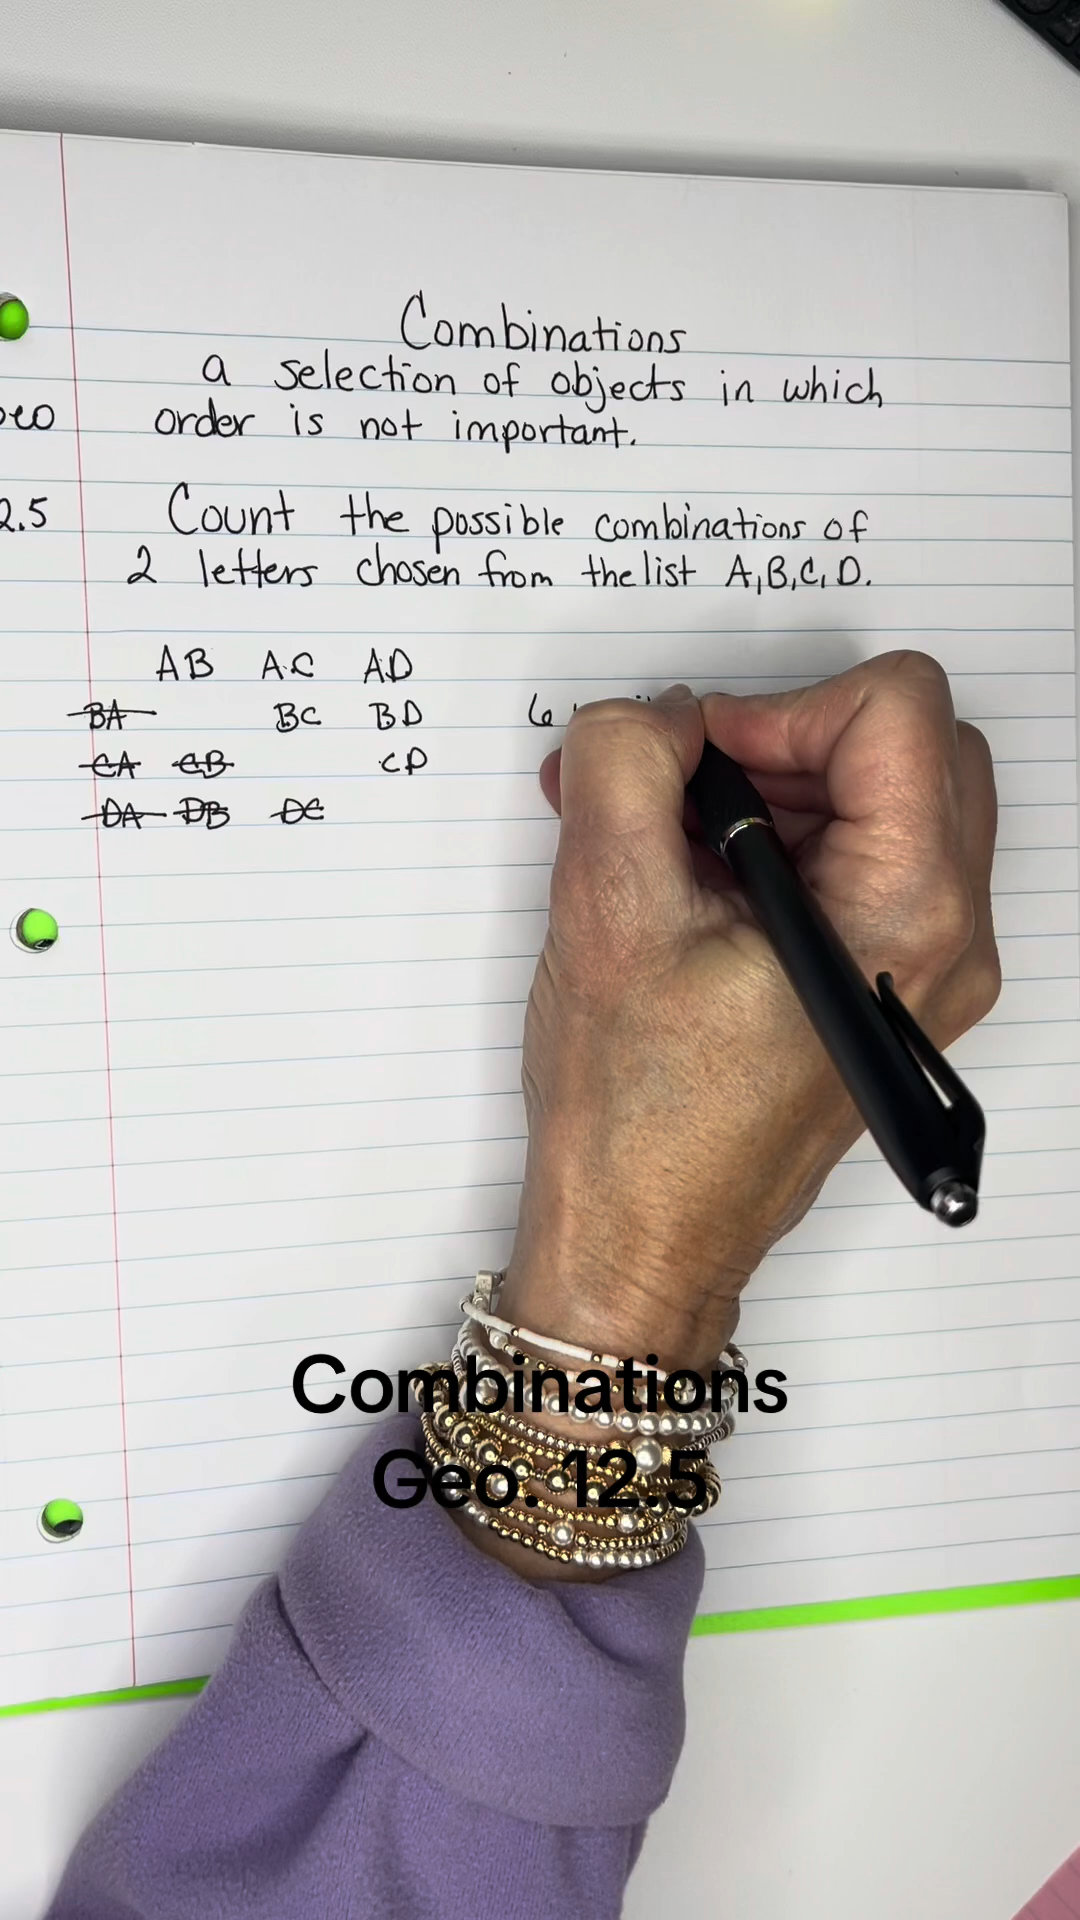 Combinations
a selection of objects in which
order is not important.
2.5
Count the possible combinations of
2 letters chosen from the list A, B, C, D.
AB AC AD
BA BC BD
CA CB CD
DA DB DC
6
Combinations
Geo. 12.5